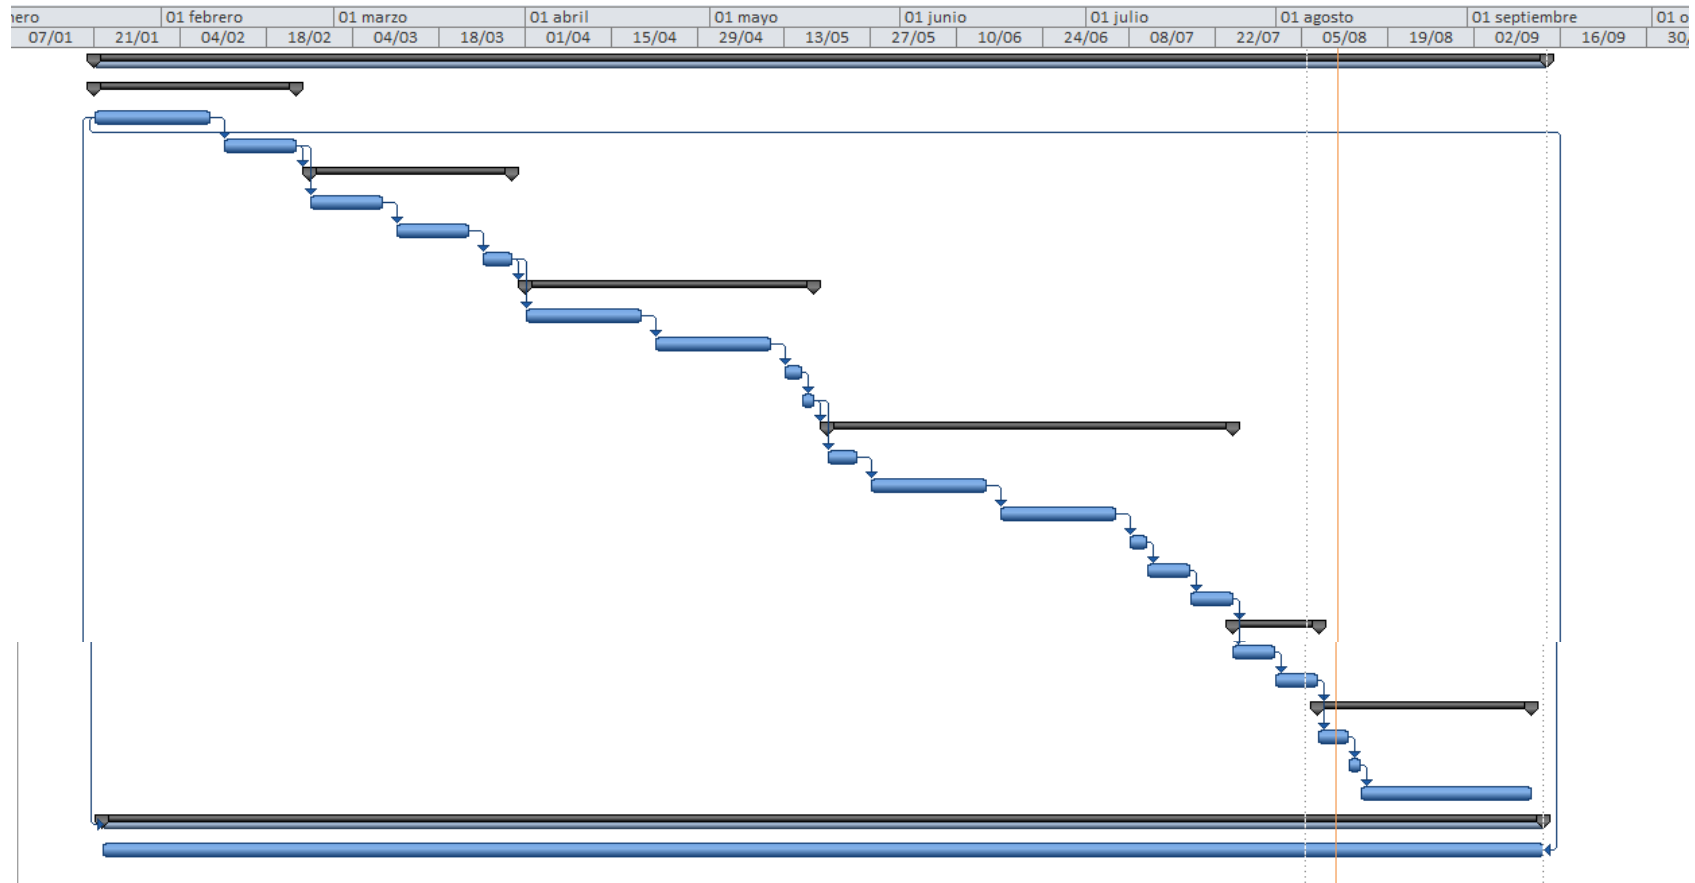 nero 01 febrero 01 marzo 01 abril 01 mayo 01 junio 01 julio 01 agosto 01 septiembre 01 o
07/01 21/01 04/02 18/02 04/03 18/03 01/04 15/04 29/04 13/05 27/05 10/06 24/06 08/07 22/07 05/08 19/08 02/09 16/09 30/